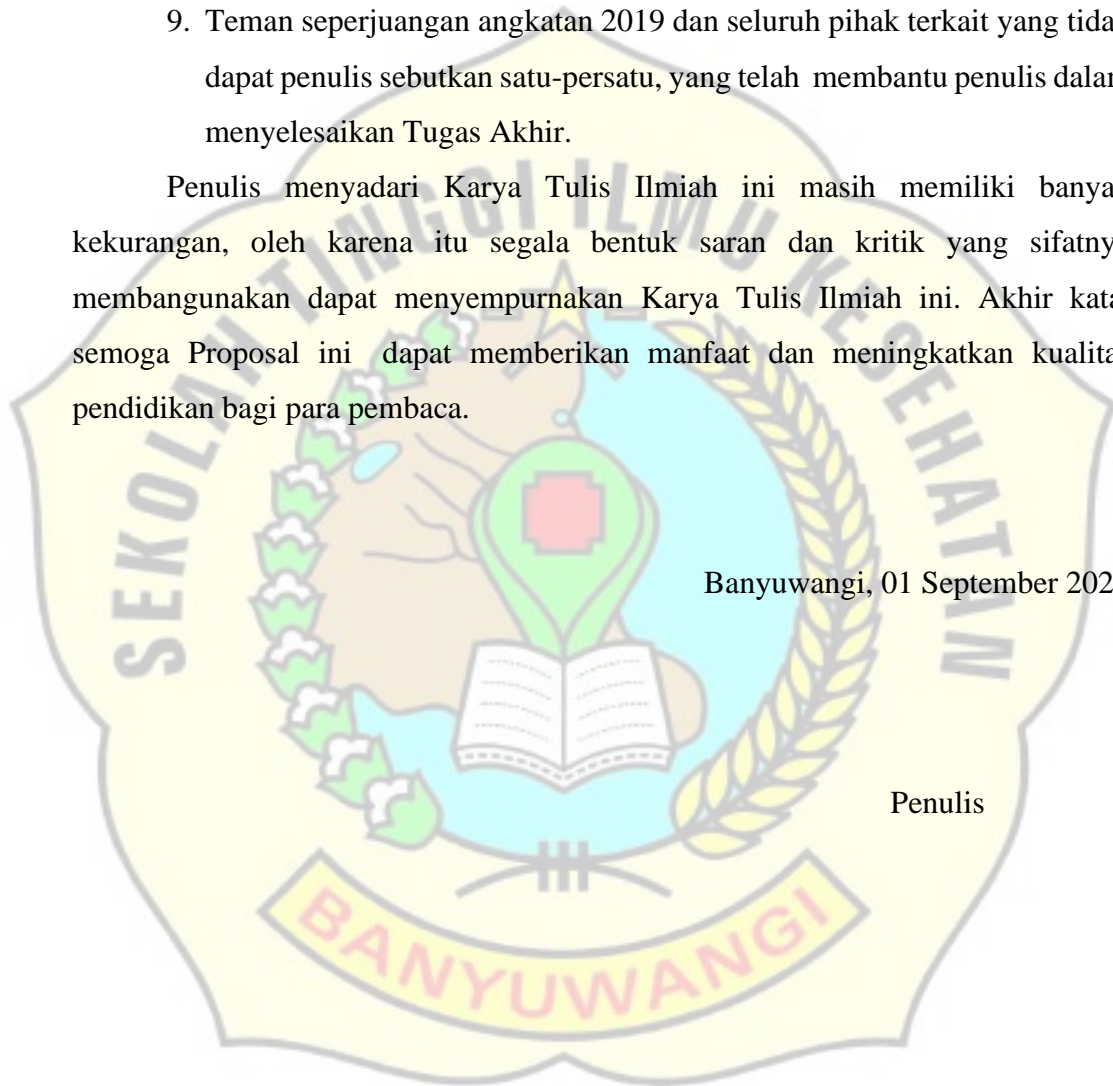 9. Teman seperjuangan angkatan 2019 dan seluruh pihak terkait yang tida
dapat penulis sebutkan satu-persatu, yang telah membantu penulis dalan
menyelesaikan Tugas Akhir.
Penulis menyadari Karya Tulis Ilmiah ini masih memiliki banya
kekurangan, oleh karena itu segala bentuk saran dan kritik yang sifatny
membangunakan dapat menyempurnakan Karya Tulis Ilmiah ini. Akhir kata
semoga Proposal ini dapat memberikan manfaat dan meningkatkan kualita
pendidikan bagi para pembaca.
Banyuwangi, 01 September 202
Penulis
SEKOLAH TINGGI ILMU KESEHATAN
BANYUWANGI